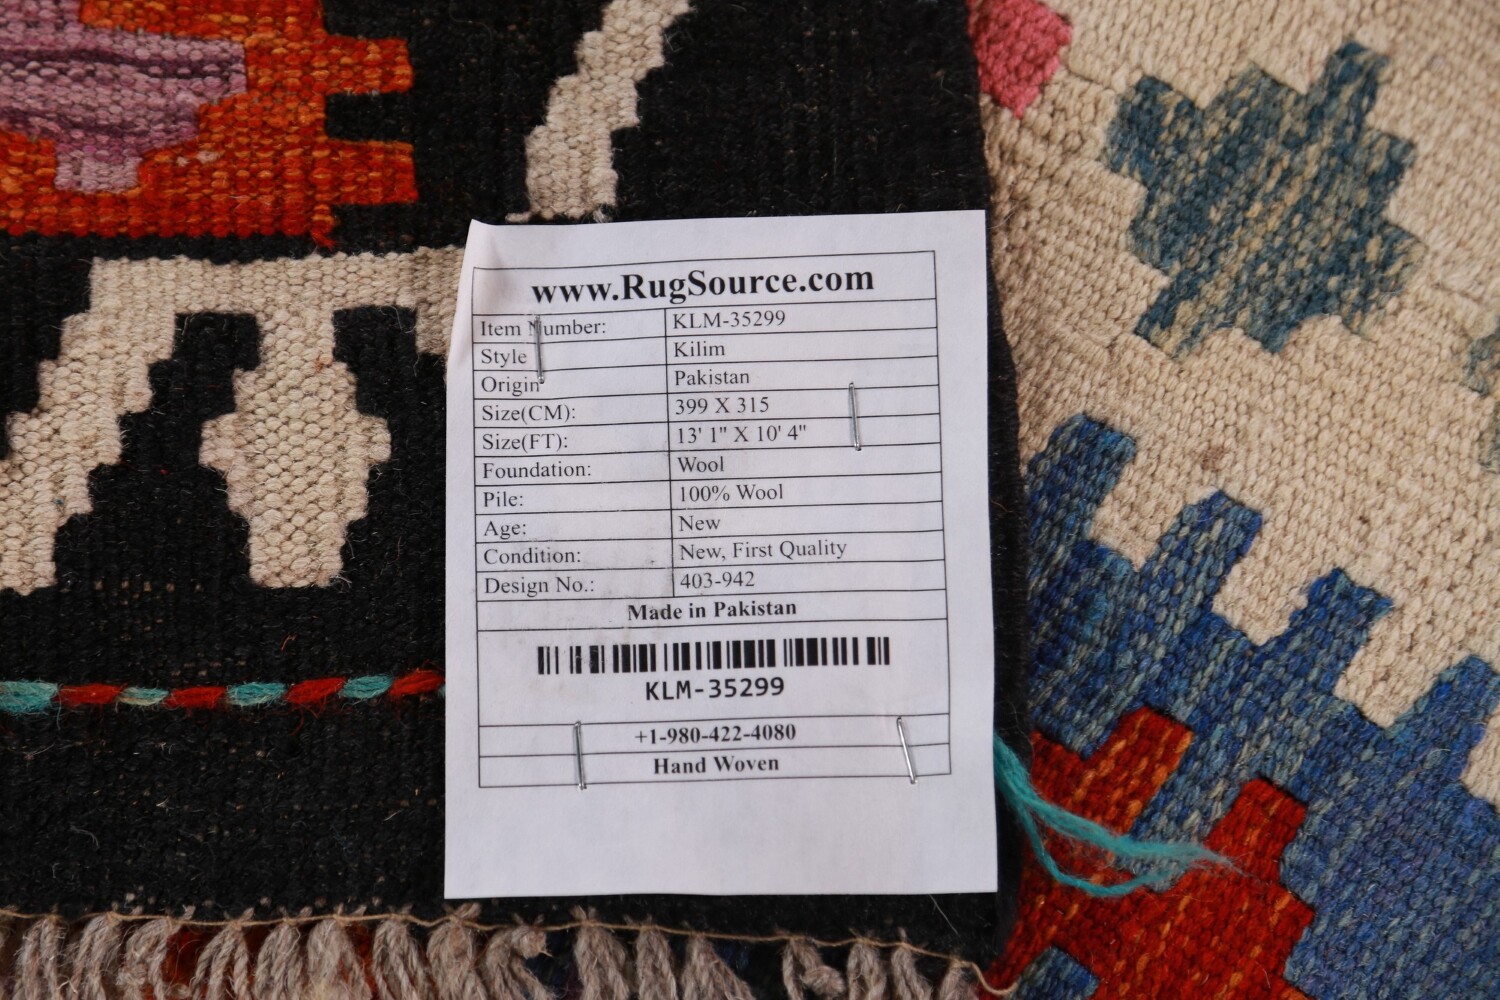 www.RugSource.com
Item Number: KLM-35299
Style Kilim
Origin Pakistan
Size(CM): 399 X 315
Size(FT): 13' 1" X 10' 4"
Foundation: Wool
Pile: 100% Wool
Age: New
Condition: New, First Quality
Design No.: 403-942
Made in Pakistan
KLM-35299
+1-980-422-4080
Hand Woven